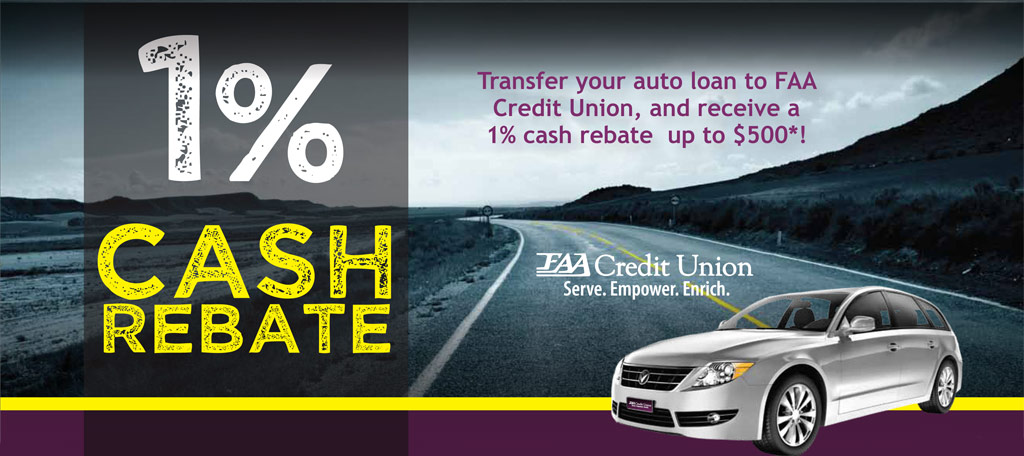 1%
CASH
REBATE
Transfer your auto loan to FAA
Credit Union, and receive a
1% cash rebate up to $500*!
FAA Credit Union
Serve. Empower. Enrich.